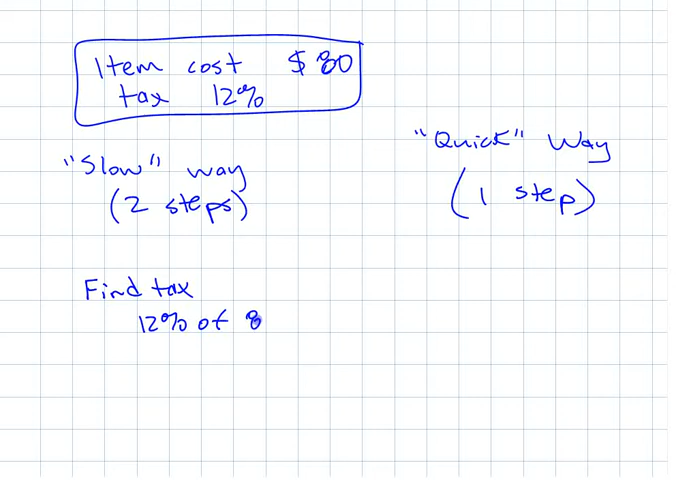 Item cost $80
tax 12%
"Slow" way
(2 steps)
"Quick" Way
(1 step)
Find tax
12% of 8